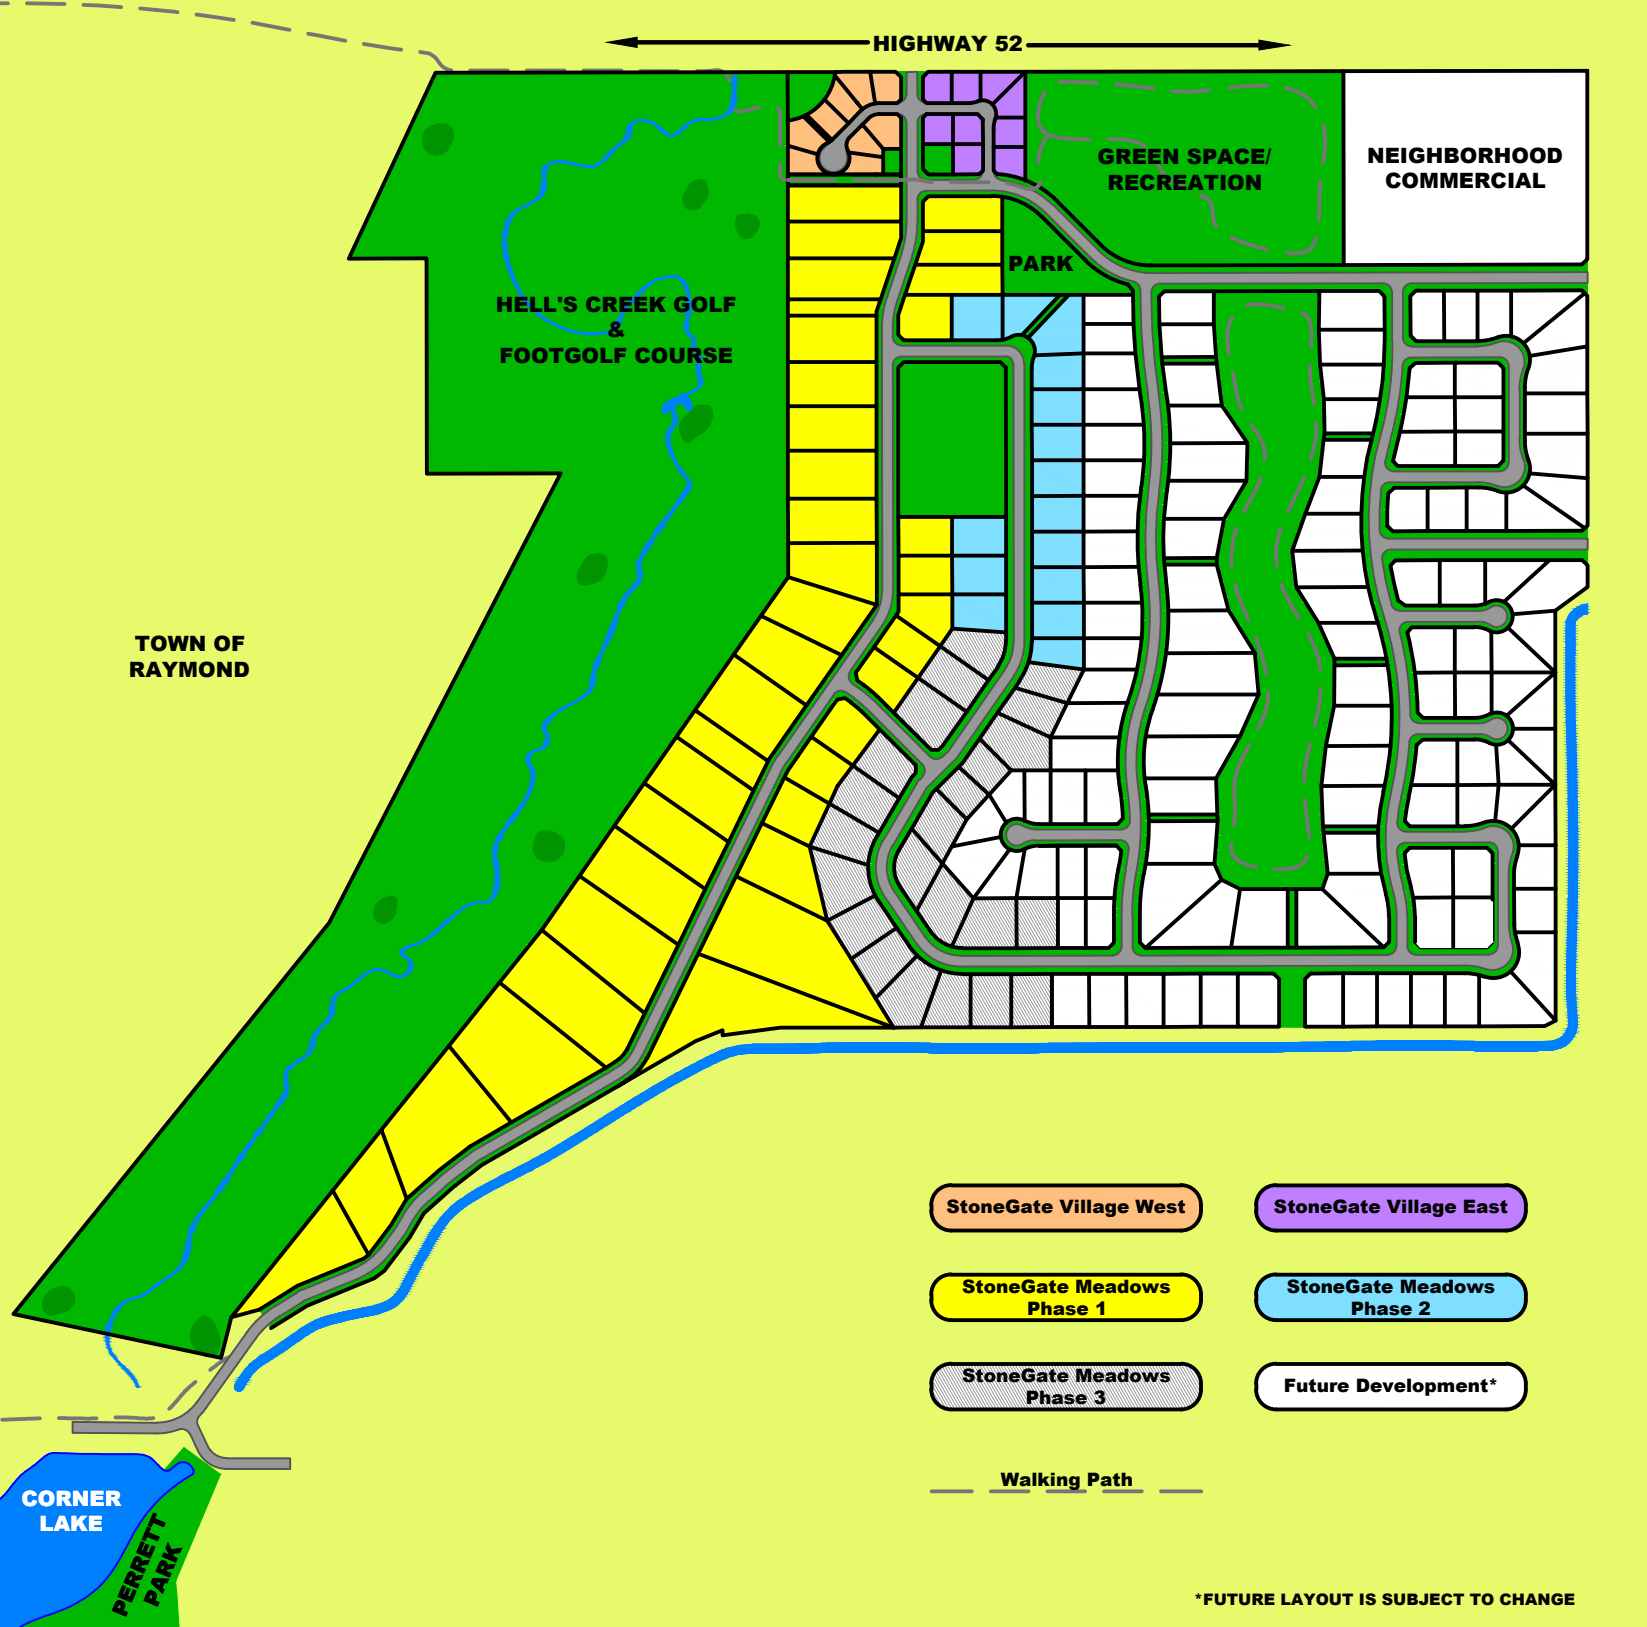 HIGHWAY 52
GREEN SPACE/
RECREATION
NEIGHBORHOOD
COMMERCIAL
PARK
HELL'S CREEK GOLF
&
FOOTGOLF COURSE
TOWN OF
RAYMOND
StoneGate Village West
StoneGate Village East
StoneGate Meadows
Phase 1
StoneGate Meadows
Phase 2
StoneGate Meadows
Phase 3
Future Development*
Walking Path
CORNER
LAKE
PERRETT
PARK
*FUTURE LAYOUT IS SUBJECT TO CHANGE